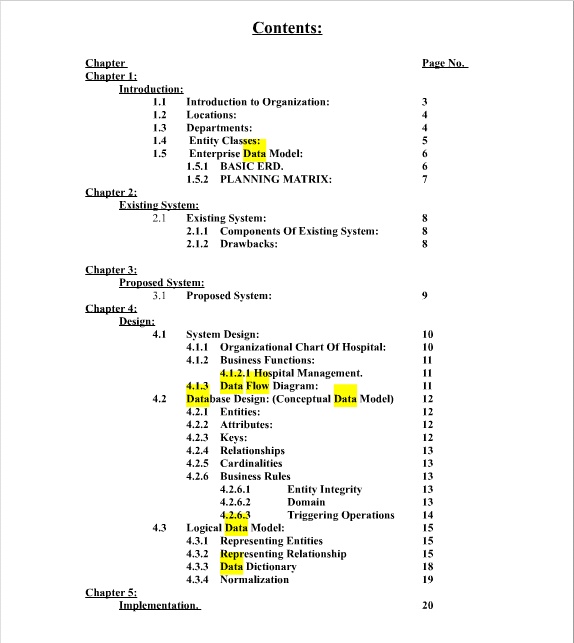 Contents:
Chapter Page No.
Chapter 1:
Introduction:
1.1 Introduction to Organization: 3
1.2 Locations: 4
1.3 Departments: 4
1.4 Entity Classes: 5
1.5 Enterprise Data Model: 6
1.5.1 BASIC ERD. 6
1.5.2 PLANNING MATRIX: 7
Chapter 2:
Existing System:
2.1 Existing System: 8
2.1.1 Components Of Existing System: 8
2.1.2 Drawbacks: 8
Chapter 3:
Proposed System:
3.1 Proposed System: 9
Chapter 4:
Design:
4.1 System Design: 10
4.1.1 Organizational Chart Of Hospital: 10
4.1.2 Business Functions: 11
4.1.2.1 Hospital Management. 11
4.1.3 Data Flow Diagram: 11
4.2 Database Design: (Conceptual Data Model) 12
4.2.1 Entities: 12
4.2.2 Attributes: 12
4.2.3 Keys: 12
4.2.4 Relationships 13
4.2.5 Cardinalities 13
4.2.6 Business Rules 13
4.2.6.1 Entity Integrity 13
4.2.6.2 Domain 13
4.2.6.3 Triggering Operations 14
4.3 Logical Data Model: 15
4.3.1 Representing Entities 15
4.3.2 Representing Relationship 15
4.3.3 Data Dictionary 18
4.3.4 Normalization 19
Chapter 5:
Implementation. 20